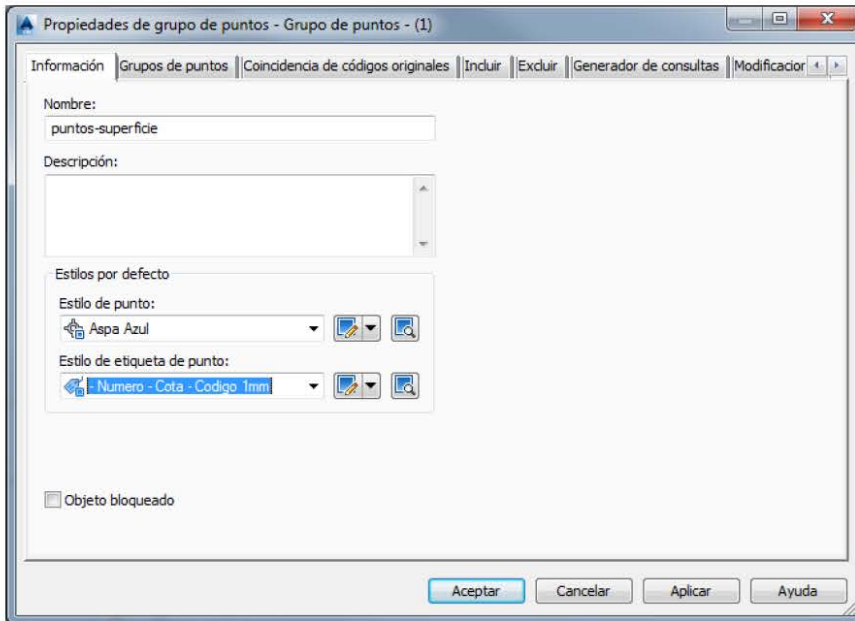 Propiedades de grupo de puntos - Grupo de puntos - (1)
Información Grupos de puntos Coincidencia de códigos originales Incluir Excluir Generador de consultas Modificacior
Nombre:
puntos-superficie
Descripción:
Estilos por defecto
Estilo de punto:
Aspa Azul
Estilo de etiqueta de punto:
- Numero - Cota - Codigo 1mm
Objeto bloqueado
Aceptar Cancelar Aplicar Ayuda